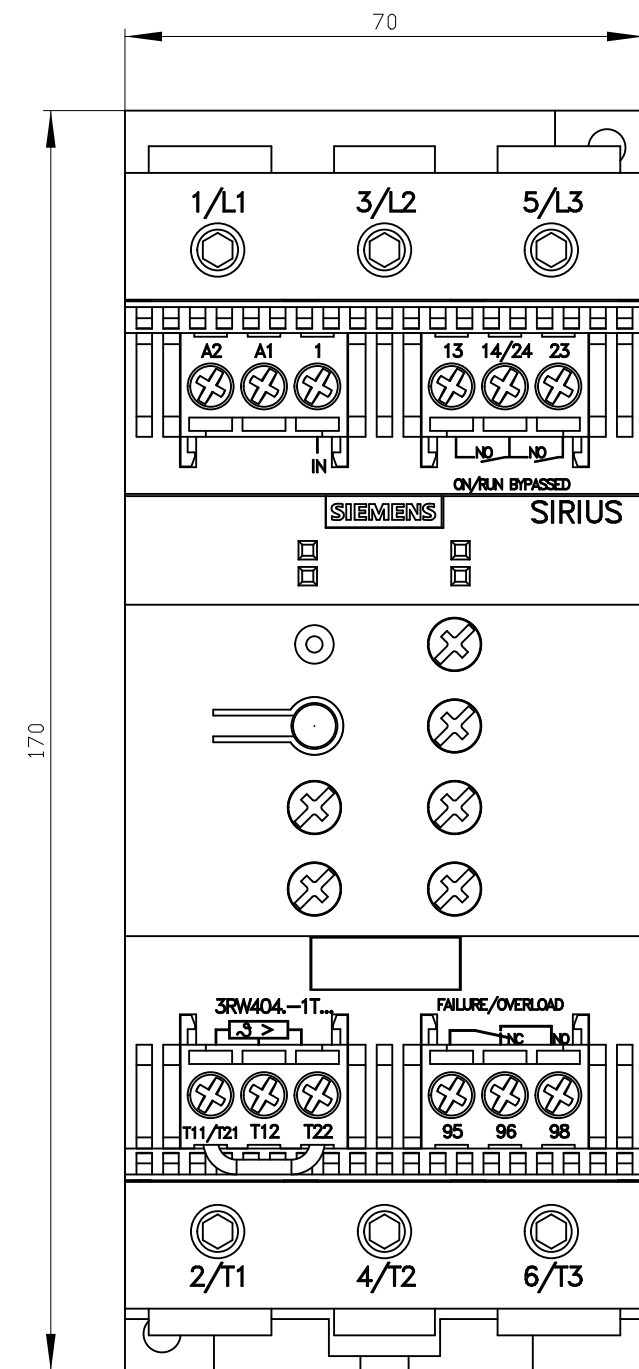 70
1/L1 3/L2 5/L3
A2 A1 1 13 14/24 23
IN NO NO
ON/RUN BYPASSED
SIEMENS SIRIUS
170
3RW404.-1T... FAILURE/OVERLOAD
ϑ > NC NO
T11/T21 T12 T22 95 96 98
2/T1 4/T2 6/T3